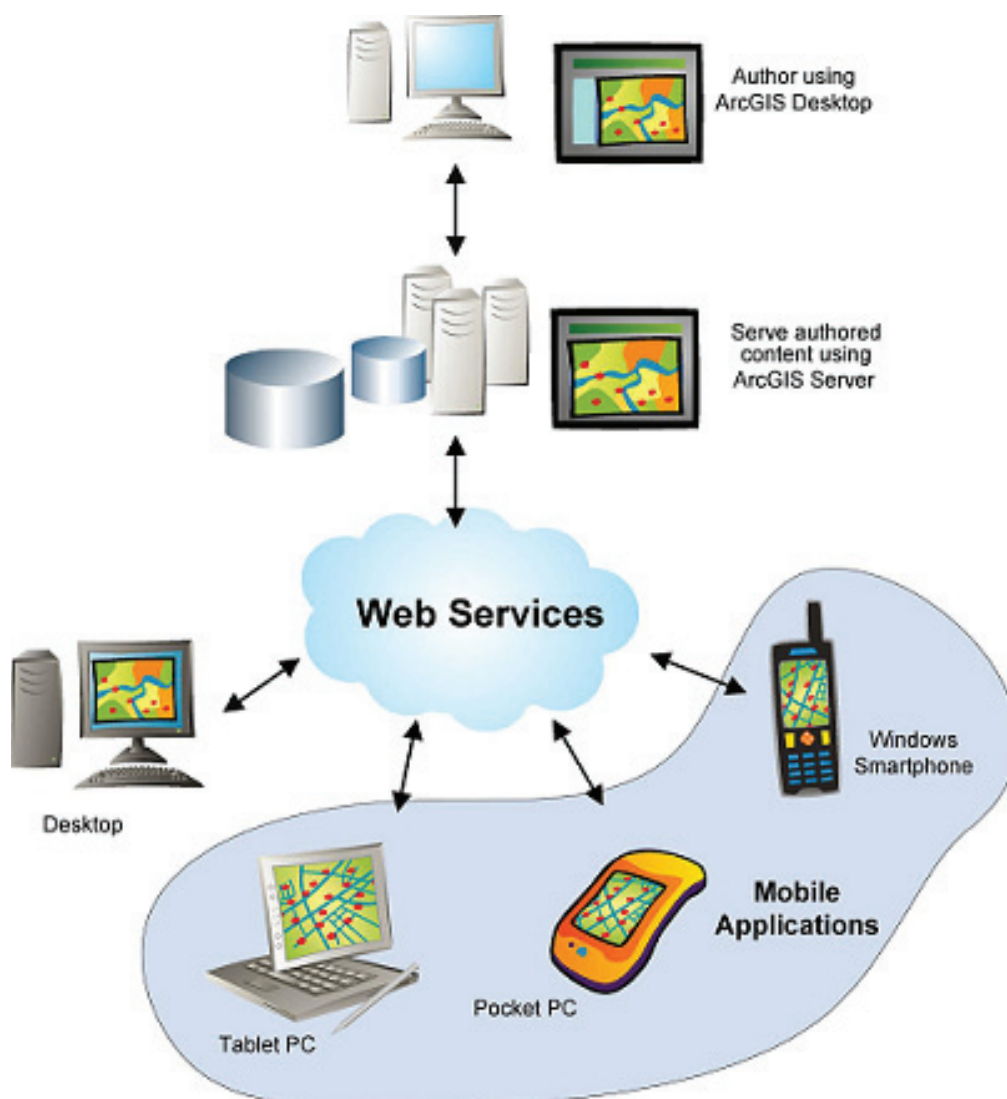 Author using
ArcGIS Desktop
Serve authored
content using
ArcGIS Server
Web Services
Windows
Smartphone
Desktop
Mobile
Applications
Pocket PC
Tablet PC